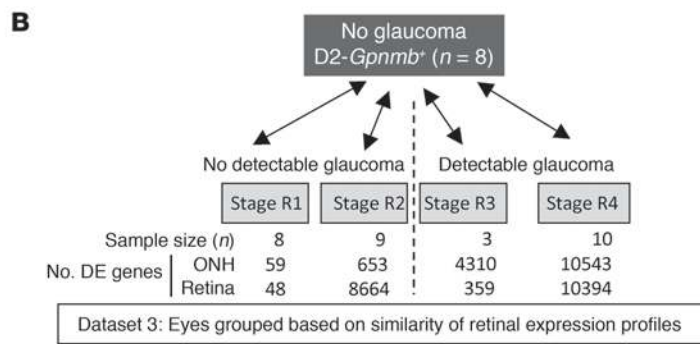 B
No glaucoma
D2-Gpnmb+ (n = 8)
No detectable glaucoma Detectable glaucoma
Stage R1 Stage R2 Stage R3 Stage R4
Sample size (n) 8 9 3 10
No. DE genes
ONH 59 653 4310 10543
Retina 48 8664 359 10394
Dataset 3: Eyes grouped based on similarity of retinal expression profiles